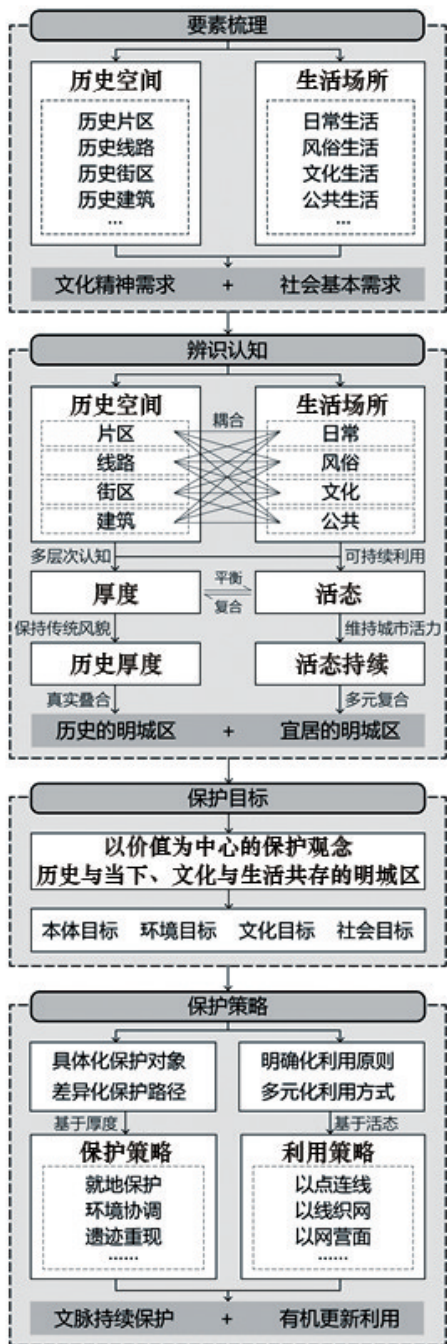 要素梳理
历史空间
生活场所
历史片区
日常生活
历史线路
风俗生活
历史街区
文化生活
历史建筑
公共生活
...
...
文化精神需求 + 社会基本需求
辨识认知
历史空间
生活场所
耦合
片区
日常
线路
风俗
街区
文化
建筑
公共
多层次认知
可持续利用
厚度
平衡
复合
活态
保持传统风貌
维持城市活力
历史厚度
活态持续
真实叠合
多元复合
历史的明城区 + 宜居的明城区
保护目标
以价值为中心的保护观念
历史与当下、文化与生活共存的明城区
本体目标 环境目标 文化目标 社会目标
保护策略
具体化保护对象
明确化利用原则
差异化保护路径
多元化利用方式
基于厚度
基于活态
保护策略
利用策略
就地保护
以点连线
环境协调
以线织网
遗迹重现
以网营面
......
......
文脉持续保护 + 有机更新利用